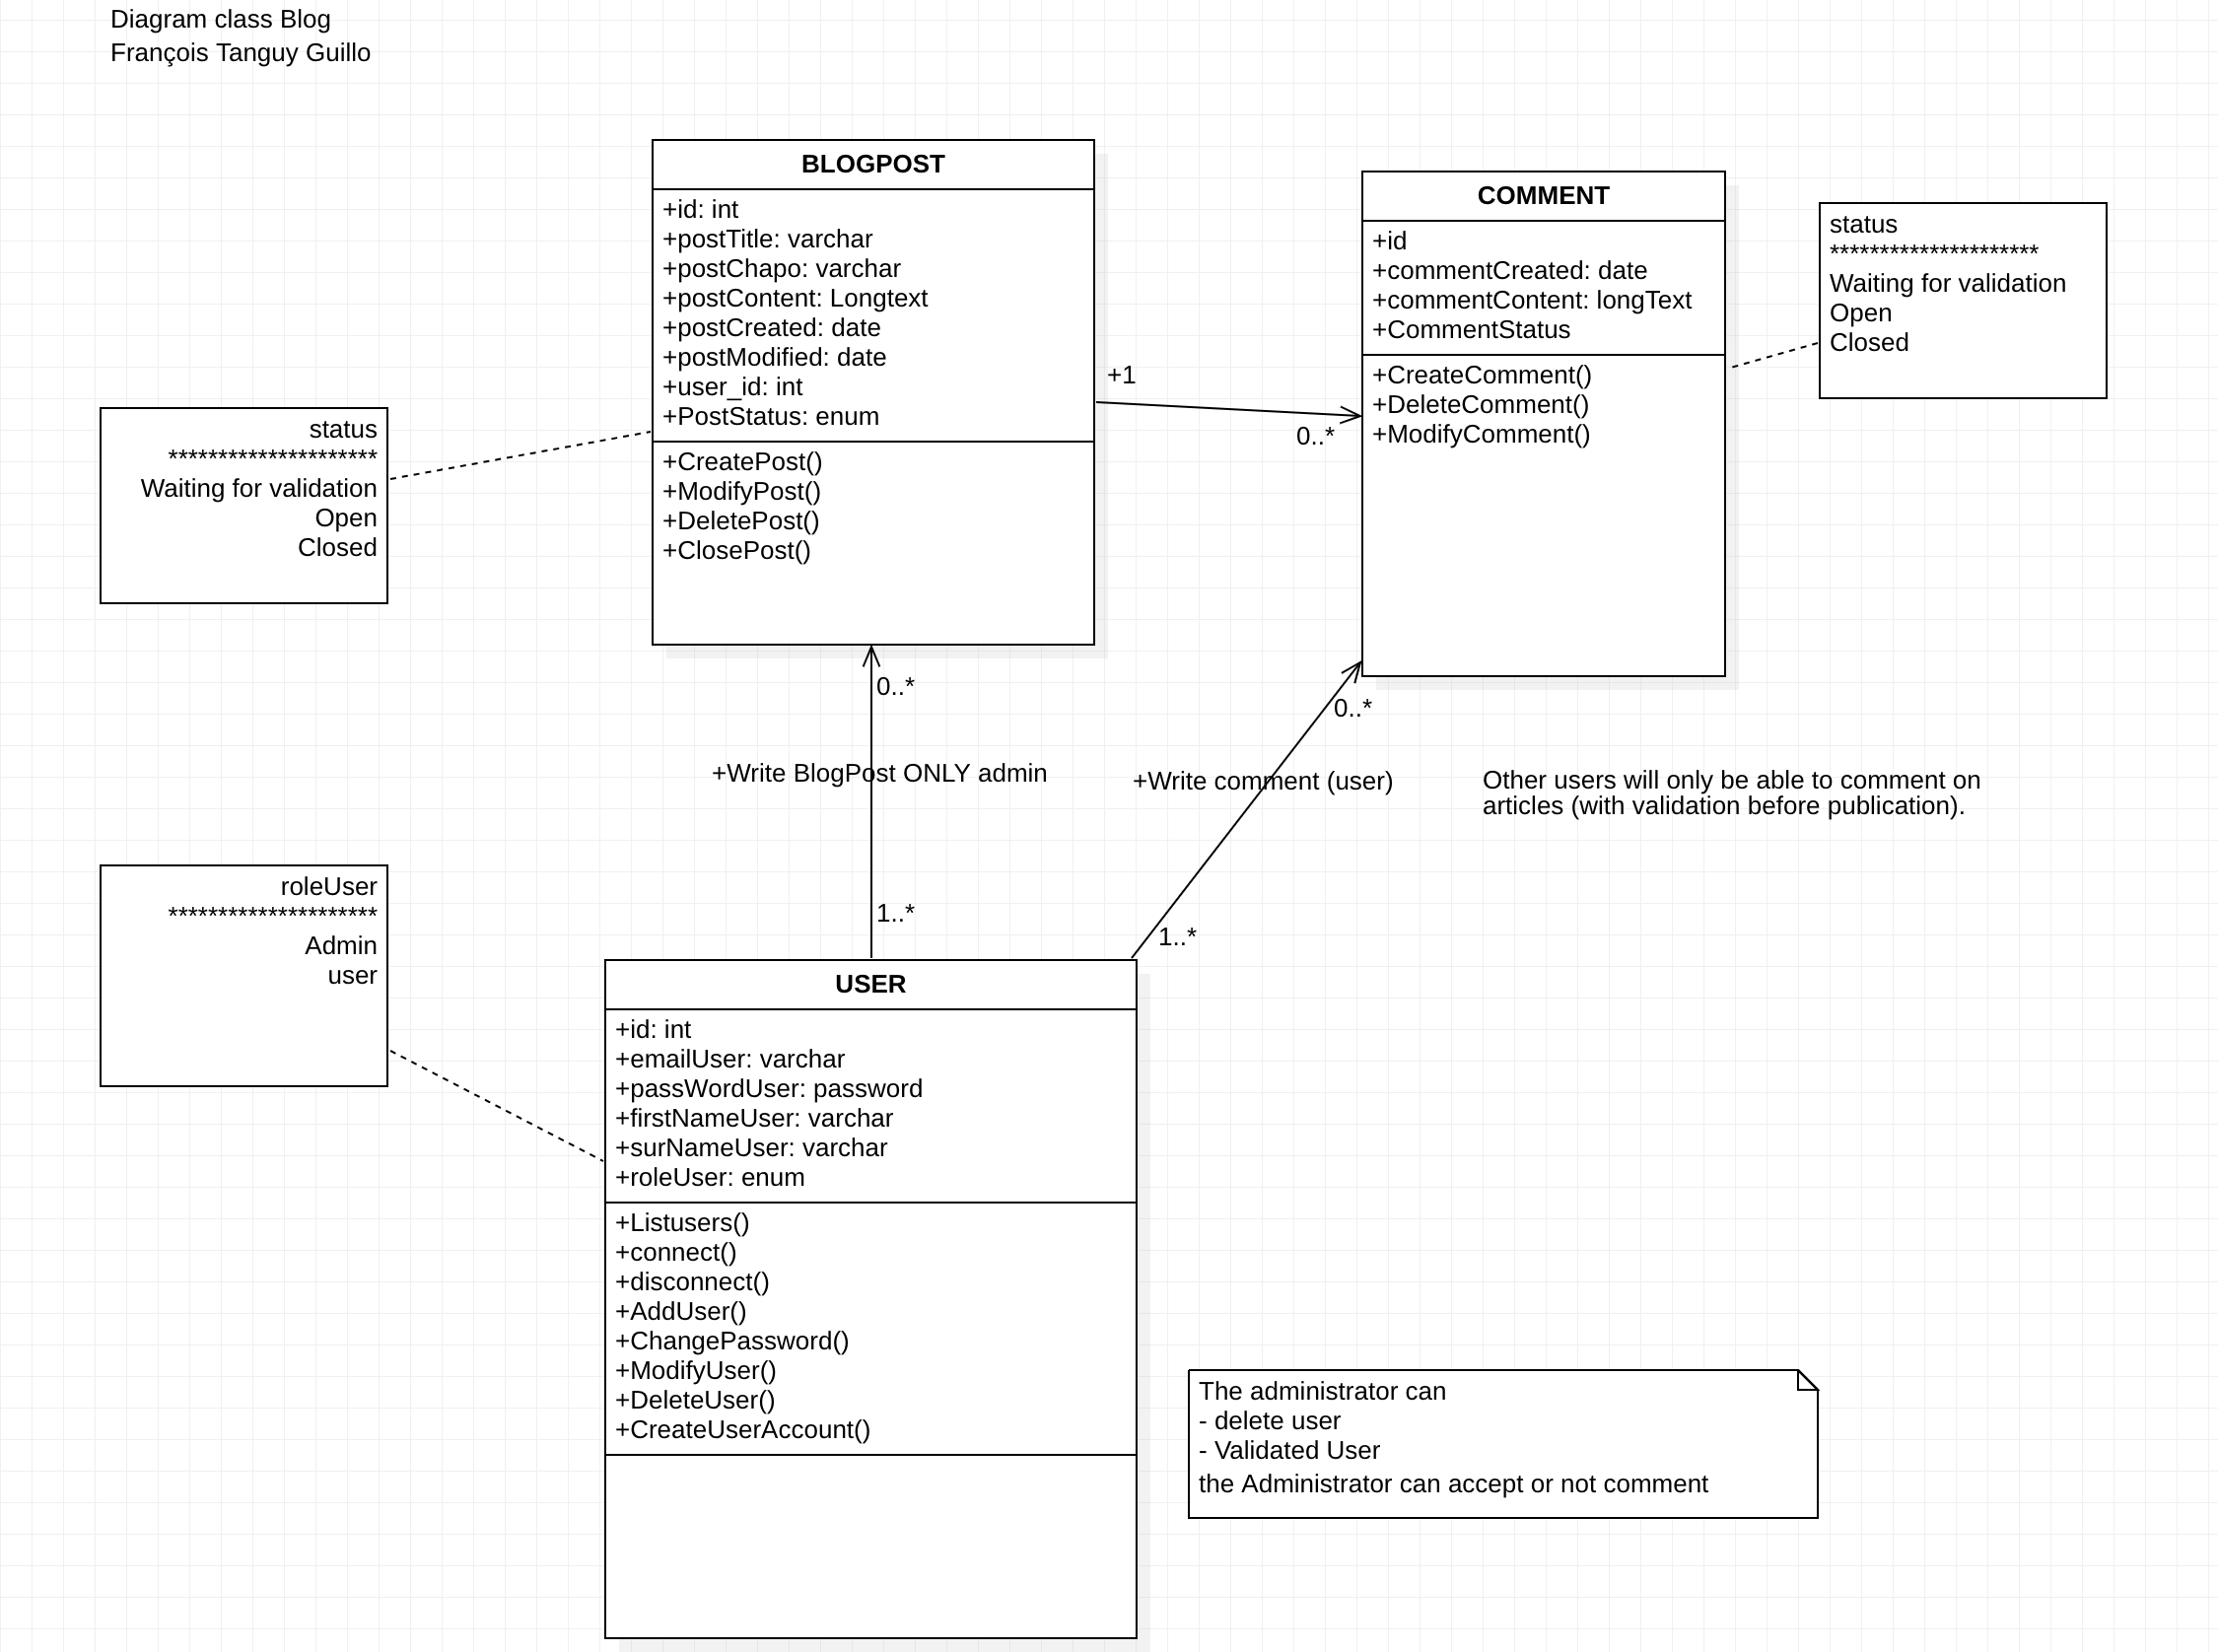 Diagram class Blog
François Tanguy Guillo
BLOGPOST
+id: int
+postTitle: varchar
+postChapo: varchar
+postContent: Longtext
+postCreated: date
+postModified: date
+user_id: int
+PostStatus: enum
+CreatePost()
+ModifyPost()
+DeletePost()
+ClosePost()
COMMENT
+id
+commentCreated: date
+commentContent: longText
+CommentStatus
+CreateComment()
+DeleteComment()
+ModifyComment()
status
*********************
Waiting for validation
Open
Closed
+1
0..*
status
*********************
Waiting for validation
Open
Closed
0..*
+Write BlogPost ONLY admin
1..*
0..*
+Write comment (user)
1..*
Other users will only be able to comment on
articles (with validation before publication).
roleUser
*********************
Admin
user
USER
+id: int
+emailUser: varchar
+passWordUser: password
+firstNameUser: varchar
+surNameUser: varchar
+roleUser: enum
+Listusers()
+connect()
+disconnect()
+AddUser()
+ChangePassword()
+ModifyUser()
+DeleteUser()
+CreateUserAccount()
The administrator can
- delete user
- Validated User
the Administrator can accept or not comment